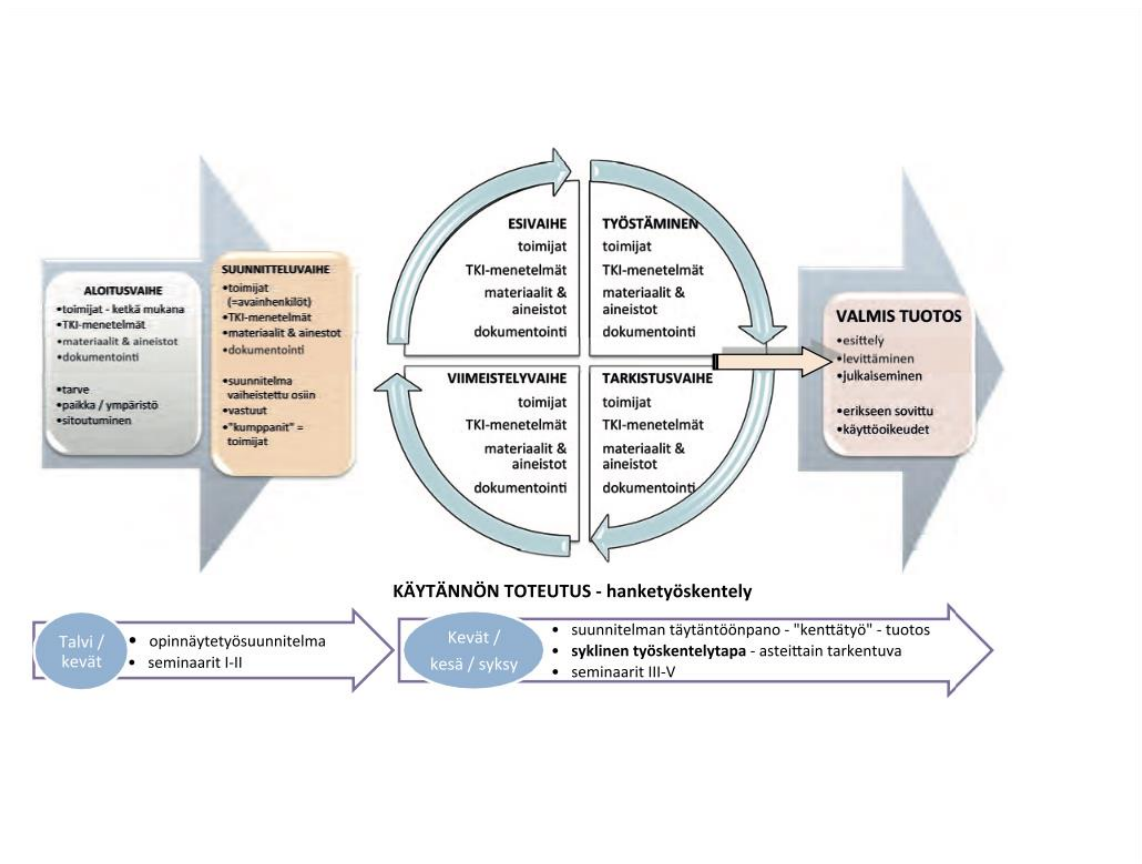 ALOITUSVAIHE
•toimijat - ketkä mukana
•TKI-menetelmät
•materiaalit & aineistot
•dokumentointi
•tarve
•paikka / ympäristö
•sitoutuminen
SUUNNITTELUVAIHE
•toimijat
(=avainhenkilöt)
•TKI-menetelmät
•materiaalit & ainestot
•dokumentointi
•suunnitelma
vaiheistettu osiin
•vastuut
•"kumppanit" =
toimijat
ESIVAIHE
toimijat
TKI-menetelmät
materiaalit &
aineistot
dokumentointi
TYÖSTÄMINEN
toimijat
TKI-menetelmät
materiaalit &
aineistot
dokumentointi
VIIMEISTELYVAIHE
toimijat
TKI-menetelmät
materiaalit &
aineistot
dokumentointi
TARKISTUSVAIHE
toimijat
TKI-menetelmät
materiaalit &
aineistot
dokumentointi
VALMIS TUOTOS
•esittely
•levittäminen
•julkaiseminen
•erikseen sovittu
•käyttöoikeudet
KÄYTÄNNÖN TOTEUTUS - hanketyöskentely
Talvi /
kevät
• opinnäytetyösuunnitelma
• seminaarit I-II
Kevät /
kesä / syksy
• suunnitelman täytäntöönpano - "kenttätyö" - tuotos
• syklinen työskentelytapa - asteittain tarkentuva
• seminaarit III-V